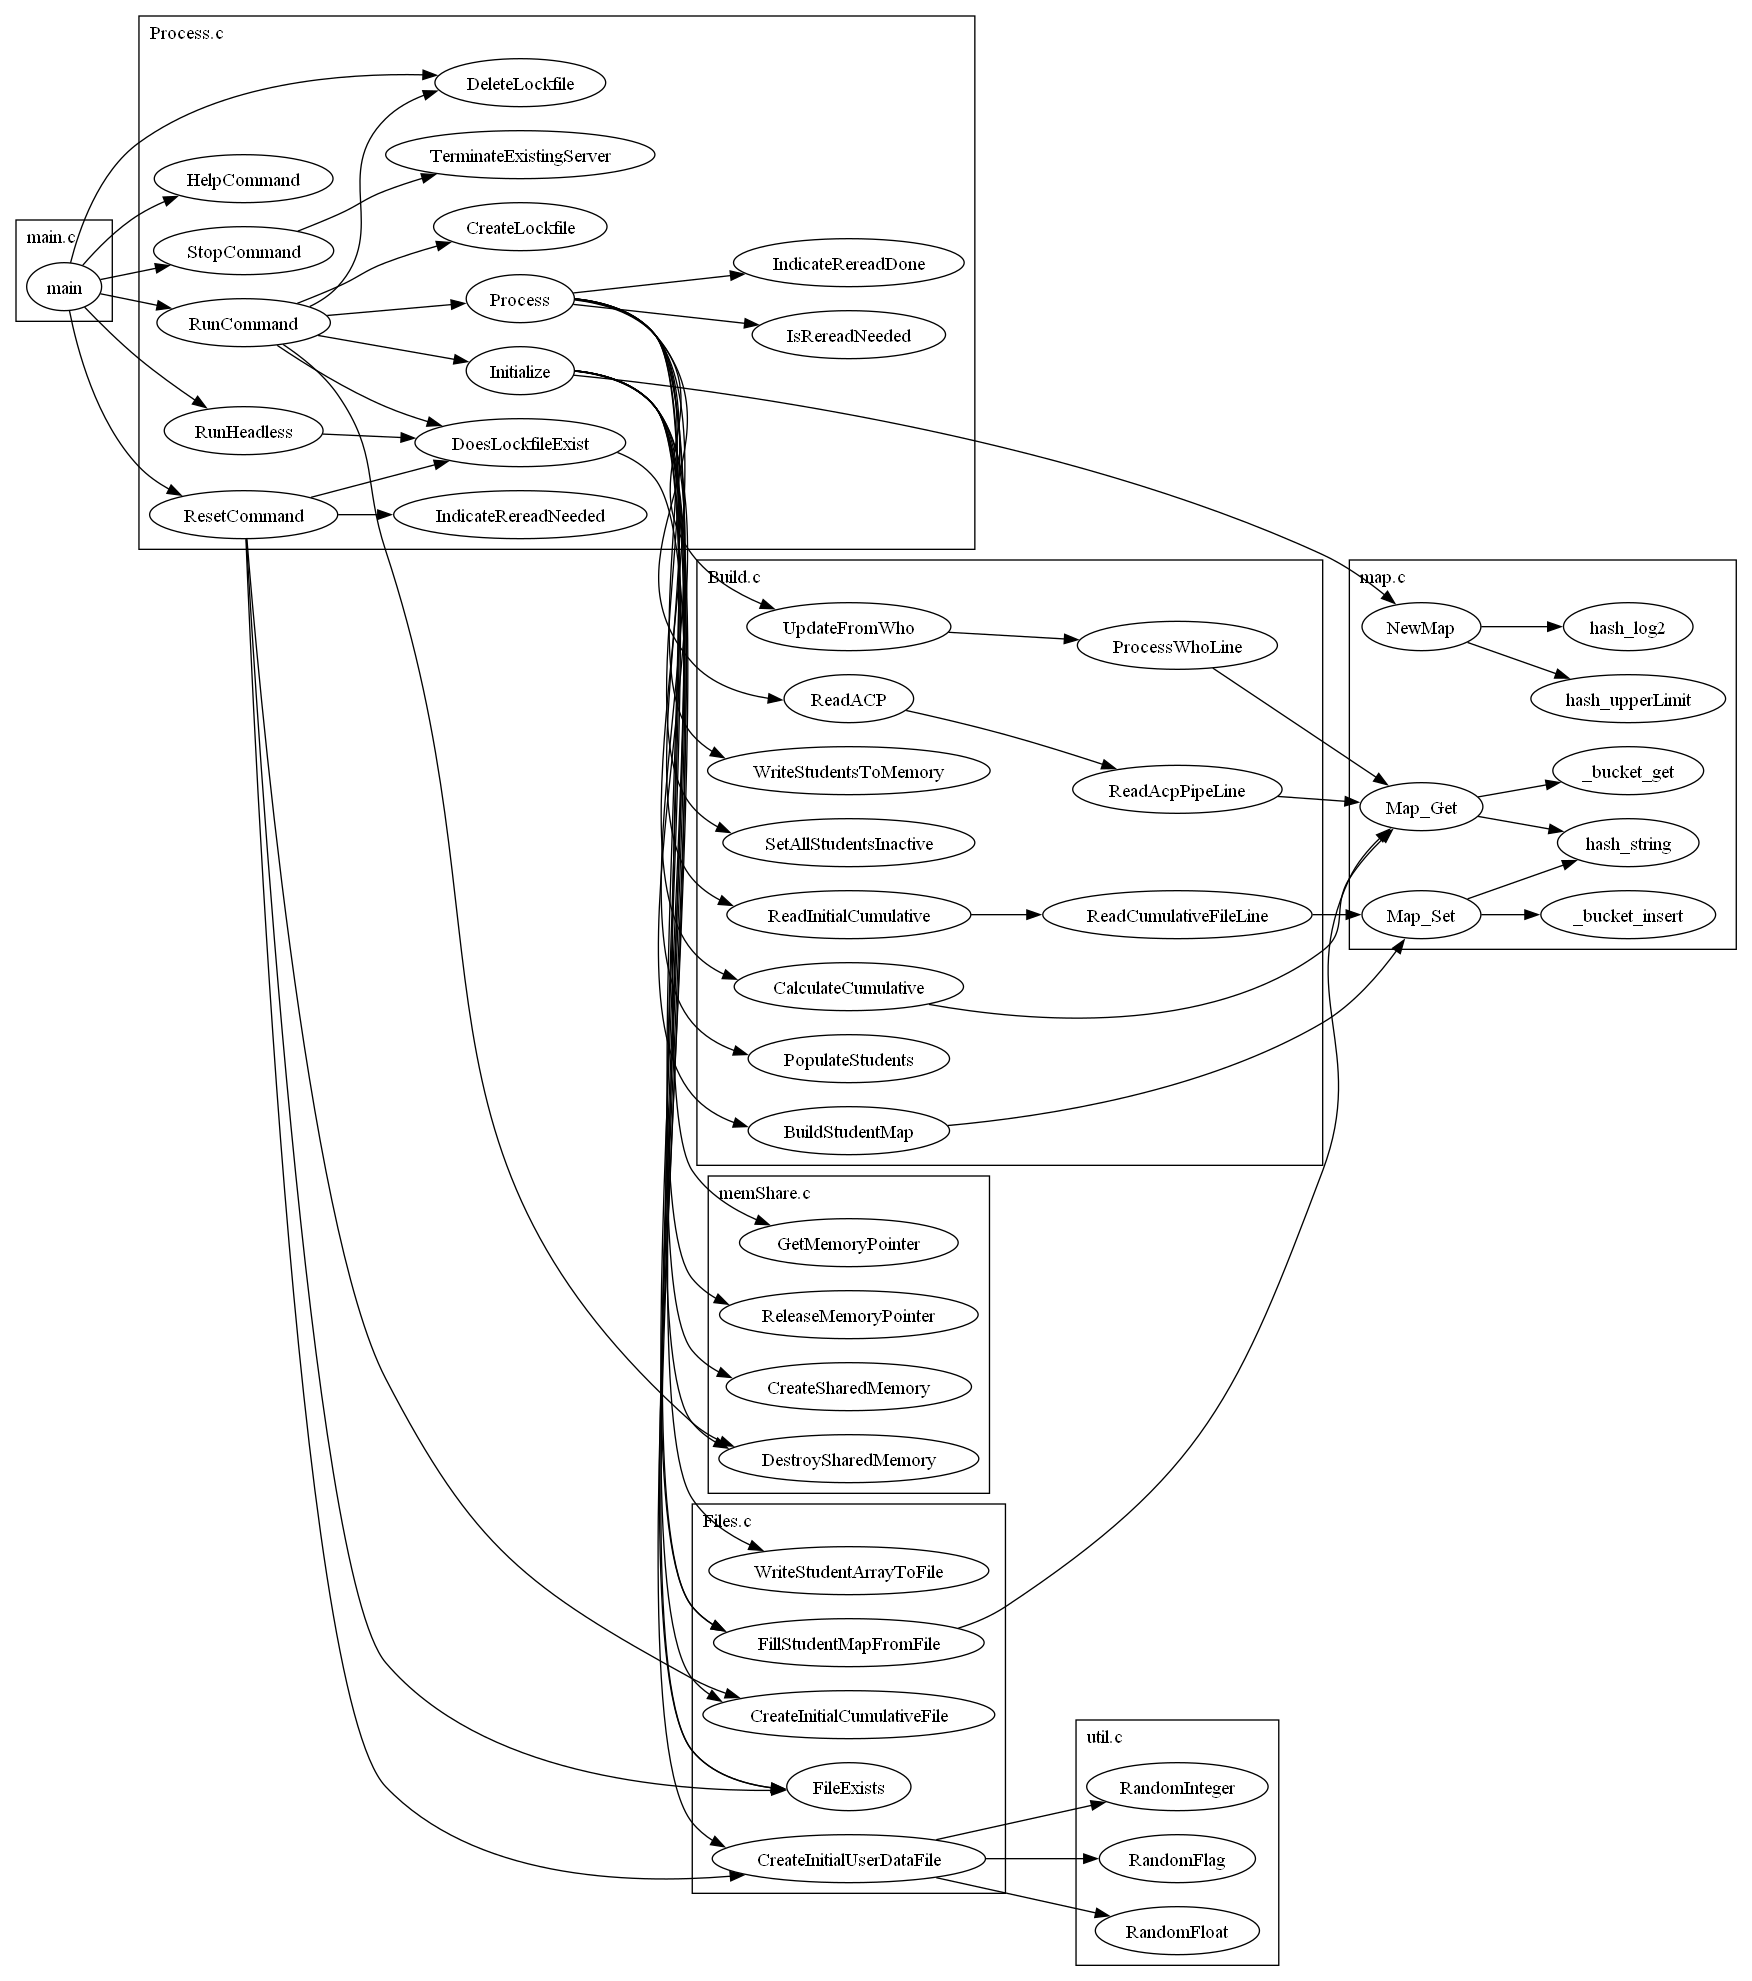 Process.c
DeleteLockfile
TerminateExistingServer
HelpCommand
CreateLockfile
main.c
StopCommand
IndicateRereadDone
main
Process
RunCommand
IsRereadNeeded
Initialize
RunHeadless
DoesLockfileExist
ResetCommand
IndicateRereadNeeded
Build.c
map.c
UpdateFromWho
ProcessWhoLine
NewMap
hash_log2
ReadACP
hash_upperLimit
WriteStudentsToMemory
ReadAcpPipeLine
Map_Get
_bucket_get
SetAllStudentsInactive
hash_string
ReadInitialCumulative
ReadCumulativeFileLine
Map_Set
_bucket_insert
CalculateCumulative
PopulateStudents
BuildStudentMap
memShare.c
GetMemoryPointer
ReleaseMemoryPointer
CreateSharedMemory
DestroySharedMemory
Files.c
WriteStudentArrayToFile
FillStudentMapFromFile
CreateInitialCumulativeFile
util.c
FileExists
RandomInteger
CreateInitialUserDataFile
RandomFlag
RandomFloat